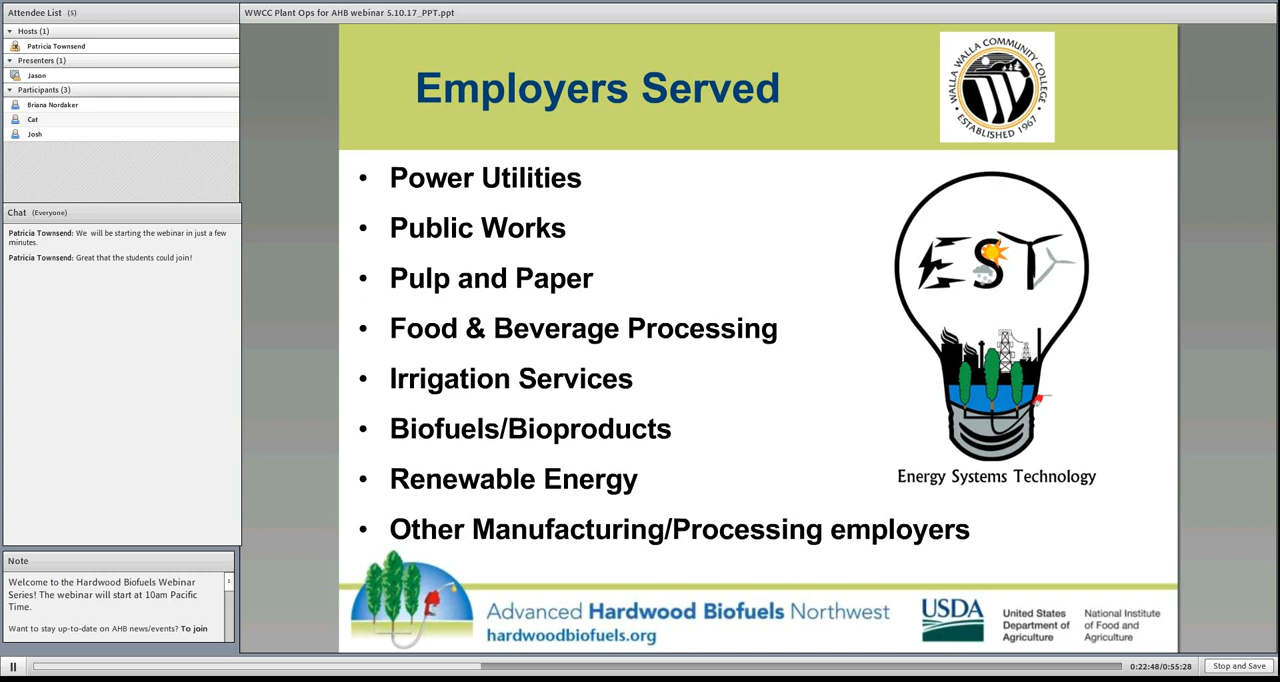 Attendee List (5)
WWCC Plant Ops for AHB webinar 5.10.17_PPT.ppt
Hosts (1)
Patricia Townsend
Presenters (1)
Jason
Participants (3)
Briana Nordaker
Cat
Josh
Chat (Everyone)
Patricia Townsend: We will be starting the webinar in just a few
minutes.
Patricia Townsend: Great that the students could join!
Note
Welcome to the Hardwood Biofuels Webinar
Series! The webinar will start at 10am Pacific
Time.
Want to stay up-to-date on AHB news/events? To join
Employers Served
WALLA WALLA COMMUNITY COLLEGE
• ESTABLISHED 1967 •
• Power Utilities
• Public Works
• Pulp and Paper
• Food & Beverage Processing
• Irrigation Services
• Biofuels/Bioproducts
• Renewable Energy
• Other Manufacturing/Processing employers
EST
Energy Systems Technology
Advanced Hardwood Biofuels Northwest
hardwoodbiofuels.org
USDA
United States
Department of
Agriculture
National Institute
of Food and
Agriculture
0:22:48/0:55:28
Stop and Save